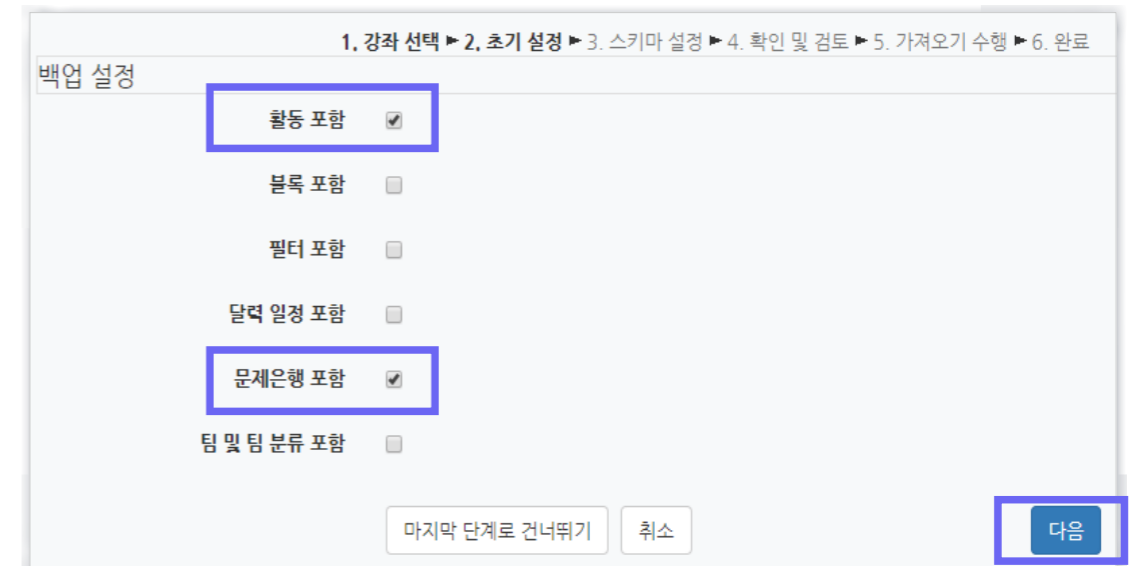 1. 강좌 선택 ► 2. 초기 설정 ► 3. 스키마 설정 ► 4. 확인 및 검토 ► 5. 가져오기 수행 ► 6. 완료
백업 설정
활동 포함
블록 포함
필터 포함
달력 일정 포함
문제은행 포함
팀 및 팀 분류 포함
마지막 단계로 건너뛰기 취소 다음